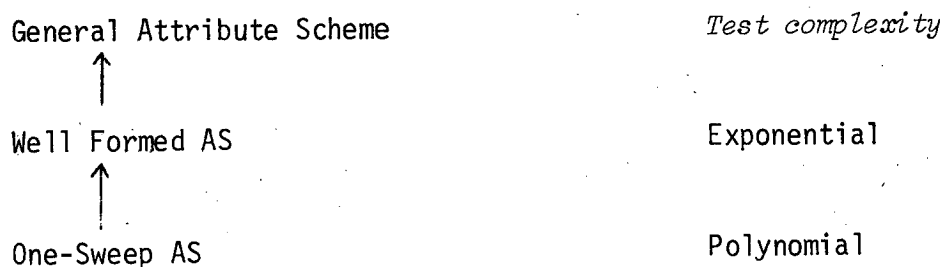 General Attribute Scheme Test complexity
Well Formed AS Exponential
One-Sweep AS Polynomial